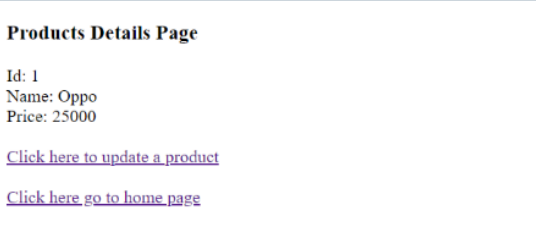 Products Details Page
Id: 1
Name: Oppo
Price: 25000
Click here to update a product
Click here go to home page